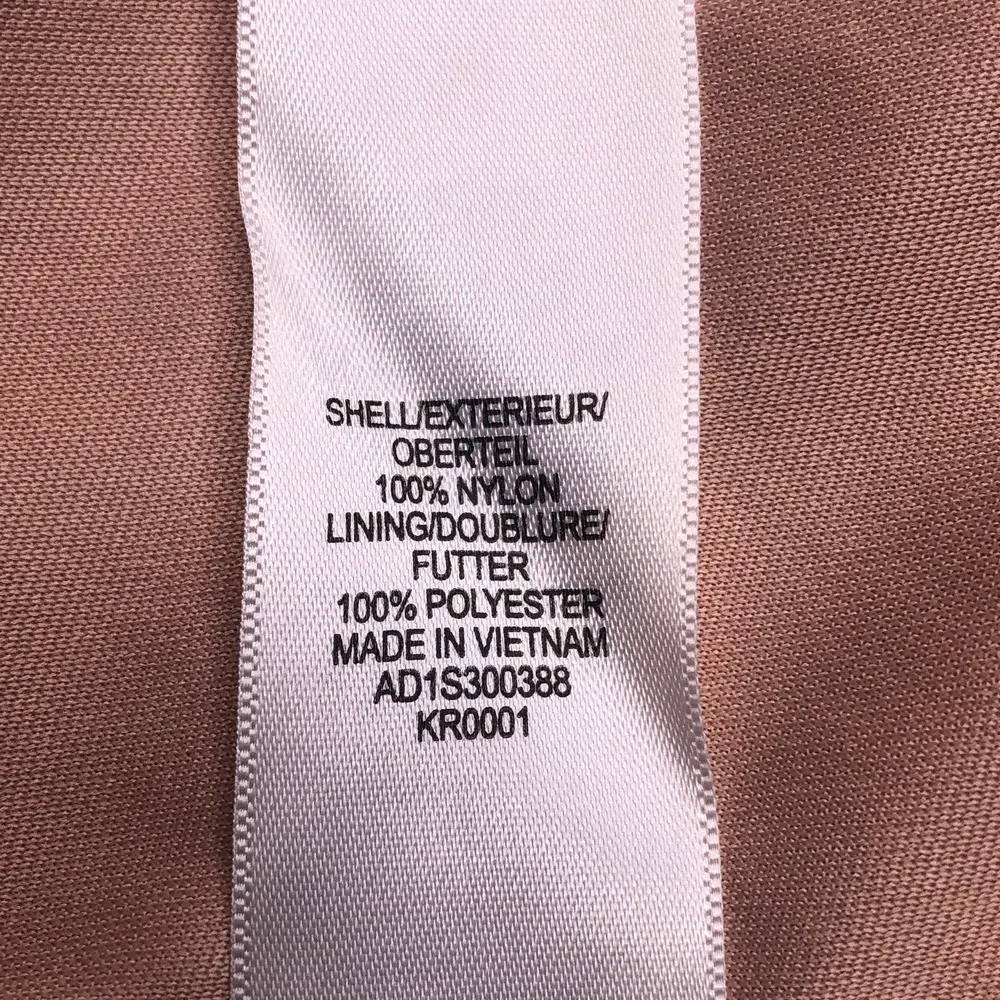 SHELL/EXTERIEUR/
OBERTEIL
100% NYLON
LINING/DOUBLURE/
FUTTER
100% POLYESTER
MADE IN VIETNAM
AD1S300388
KR0001